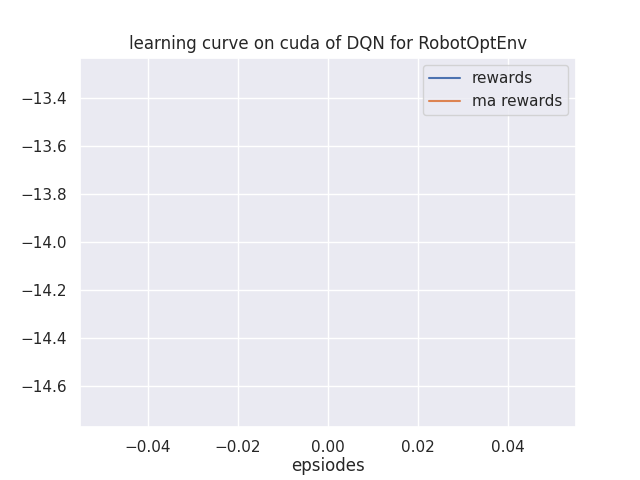 learning curve on cuda of DQN for RobotOptEnv
rewards
ma rewards
−13.4
−13.6
−13.8
−14.0
−14.2
−14.4
−14.6
−0.04 −0.02 0.00 0.02 0.04
epsiodes